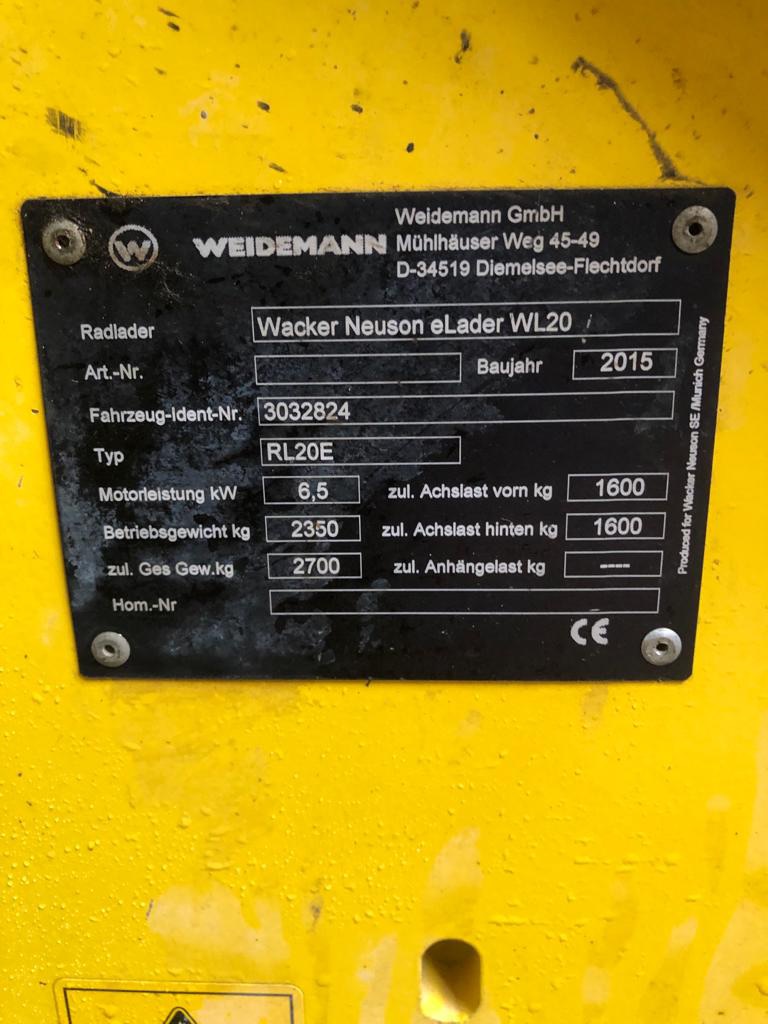 W WEIDEMANN
Weidemann GmbH
Mühlhäuser Weg 45-49
D-34519 Diemelsee-Flechtdorf
Radlader Wacker Neuson eLader WL20
Art.-Nr. Baujahr 2015
Fahrzeug-Ident-Nr. 3032824
Typ RL20E
Motorleistung kW 6,5 zul. Achslast vorn kg 1600
Betriebsgewicht kg 2350 zul. Achslast hinten kg 1600
zul. Ges Gew.kg 2700 zul. Anhängelast kg ----
Hom.-Nr
CE
Produced for Wacker Neuson SE /Munich Germany